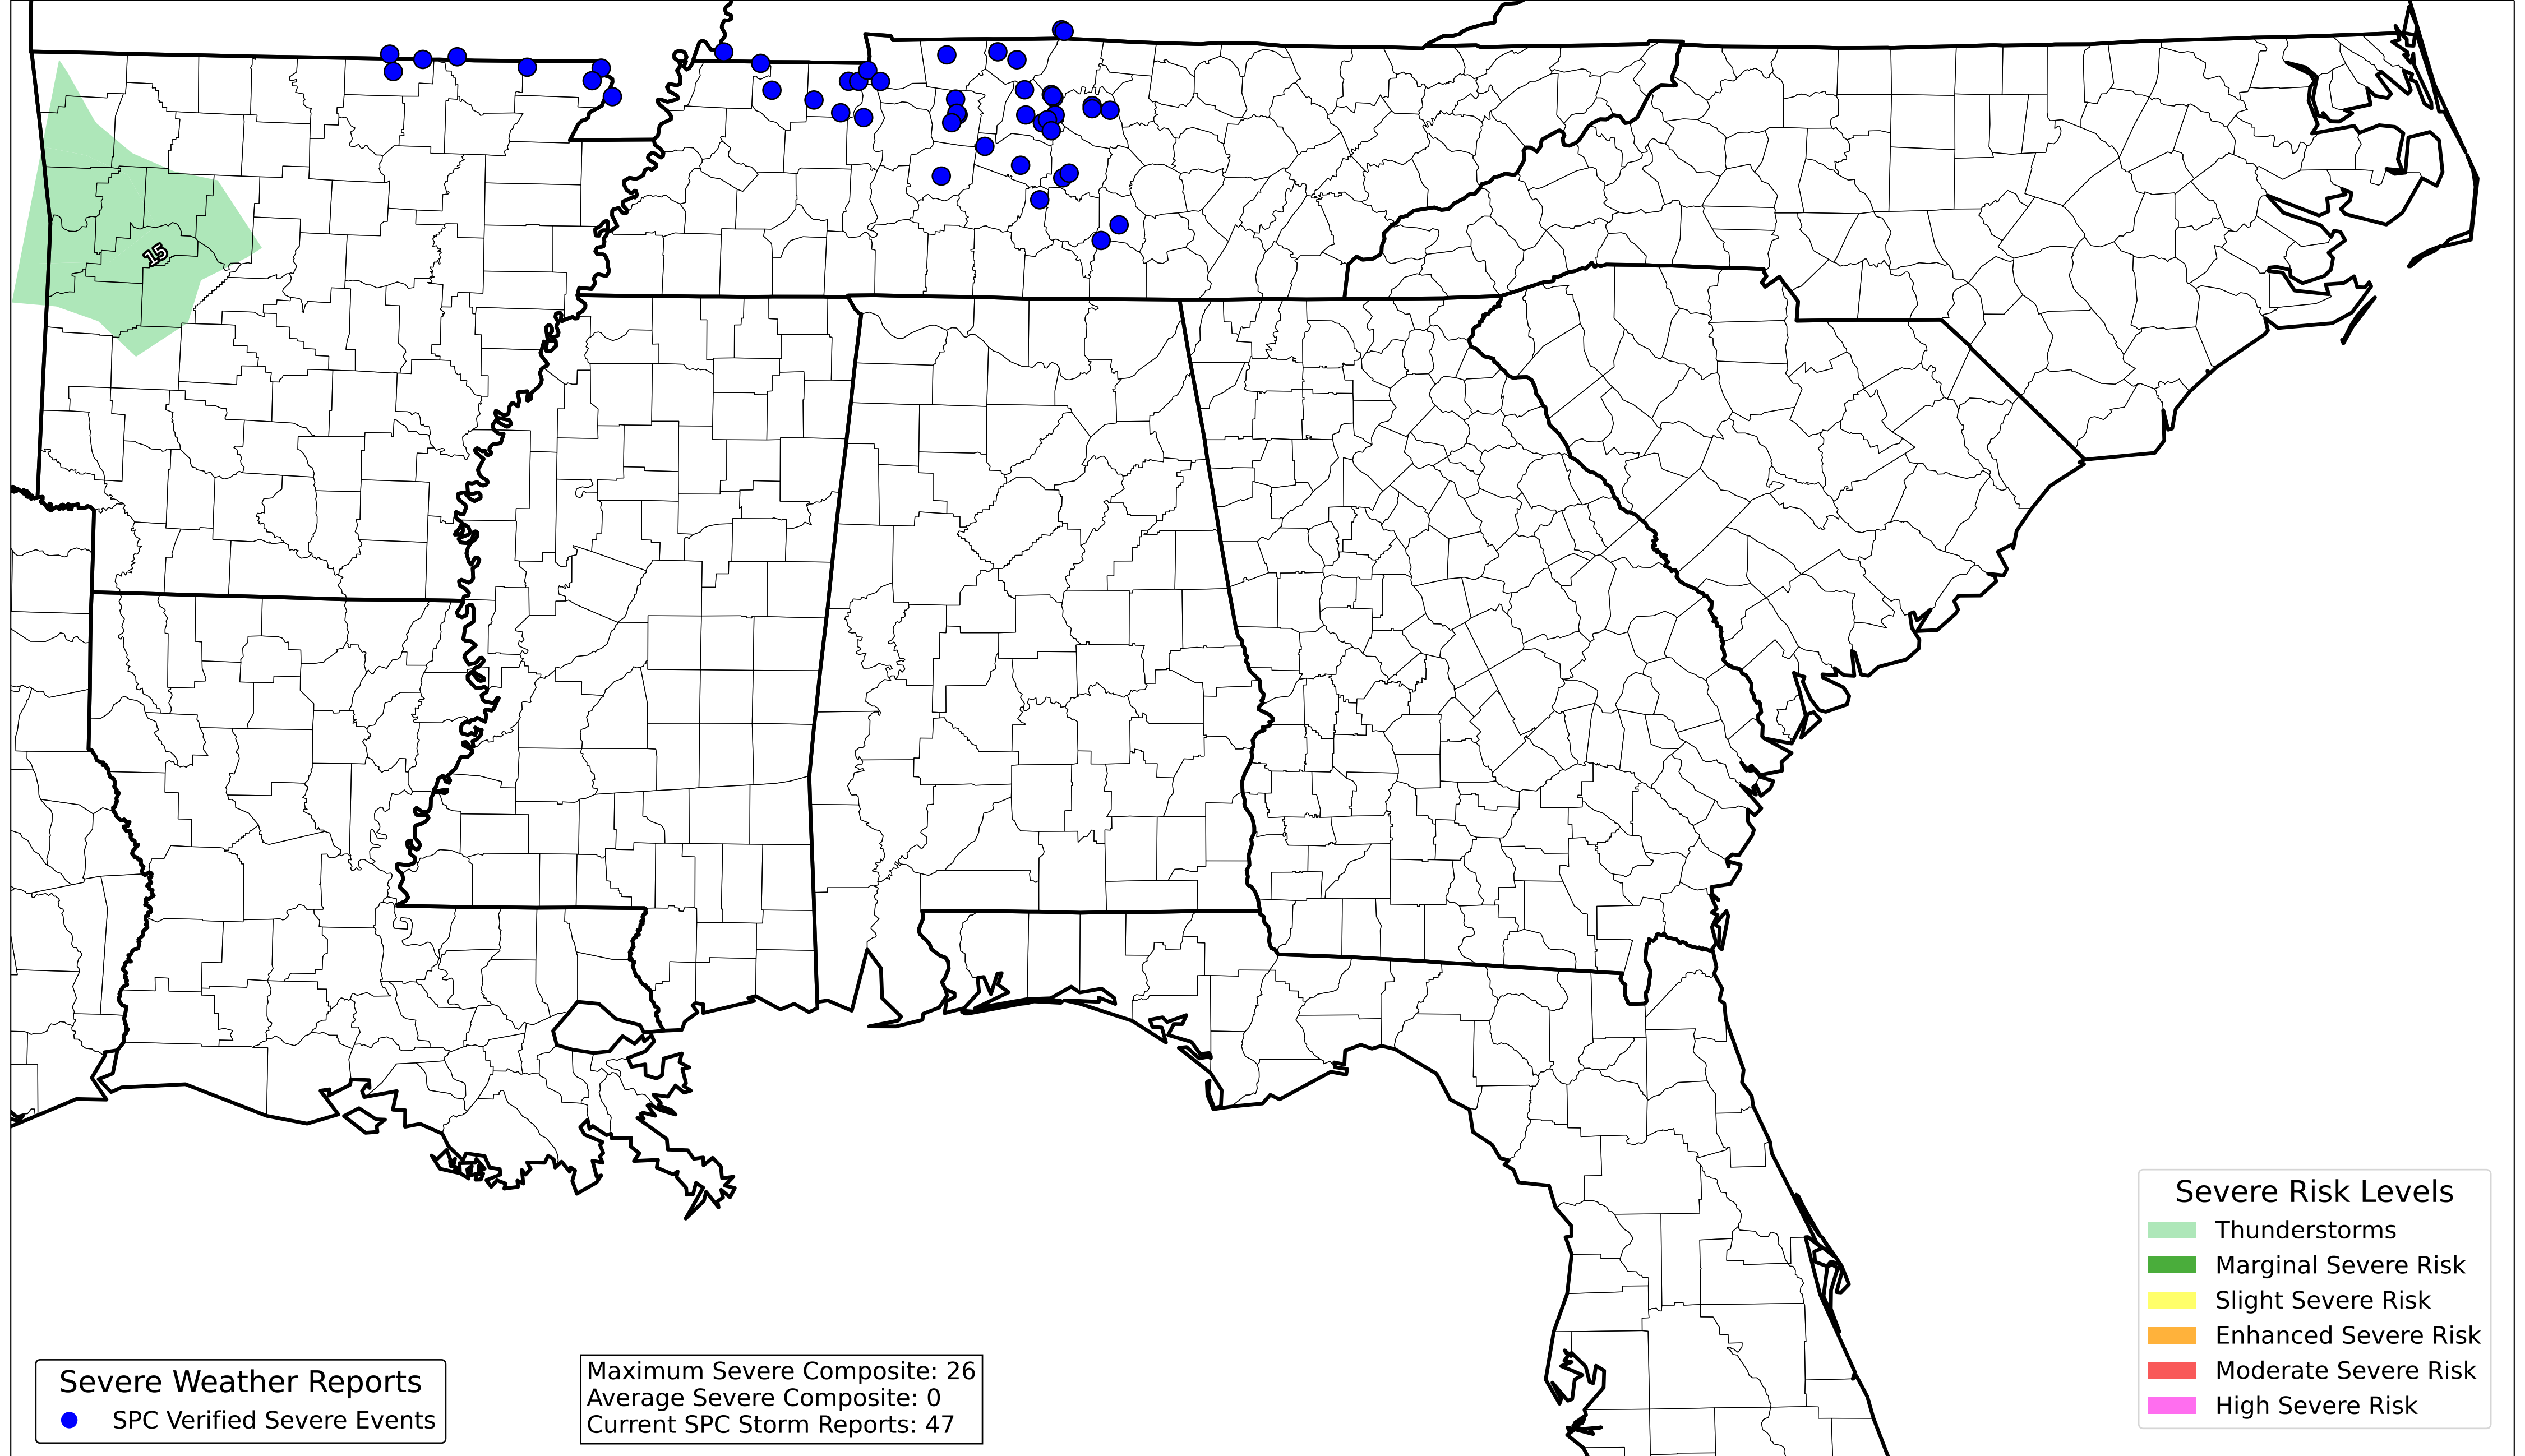 15
Severe Risk Levels
Thunderstorms
Marginal Severe Risk
Slight Severe Risk
Enhanced Severe Risk
Moderate Severe Risk
High Severe Risk
Severe Weather Reports
SPC Verified Severe Events
Maximum Severe Composite: 26
Average Severe Composite: 0
Current SPC Storm Reports: 47